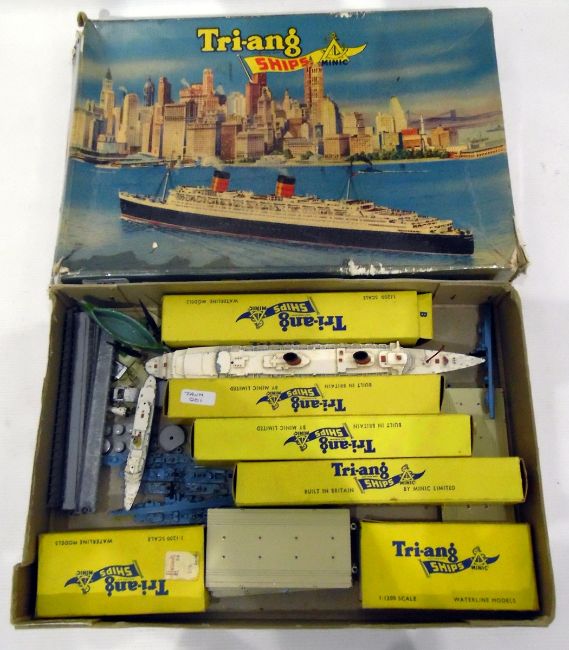 Tri-ang
SHIPS
MINIC
WATERLINE MODELS
1:1200 SCALE
B
Tri-ang
SHIPS
MINIC
BY MINIC LIMITED
BUILT IN BRITAIN
Tri-ang
SHIPS
MINIC
BY MINIC LIMITED
BUILT IN BRITAIN
Tri-ang
SHIPS
MINIC
Tri-ang
SHIPS
MINIC
BUILT IN BRITAIN
BY MINIC LIMITED
WATERLINE MODELS
1:1200 SCALE
Tri-ang
SHIPS
MINIC
Tri-ang
SHIPS
MINIC
1:1200 SCALE
WATERLINE MODELS